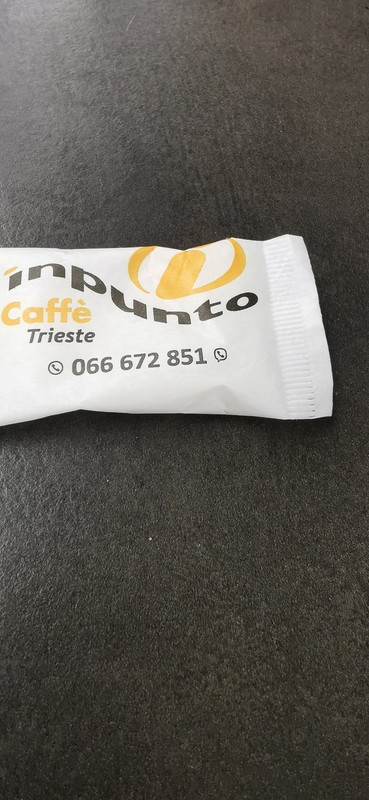 inpunto
Caffè
Trieste
066 672 851